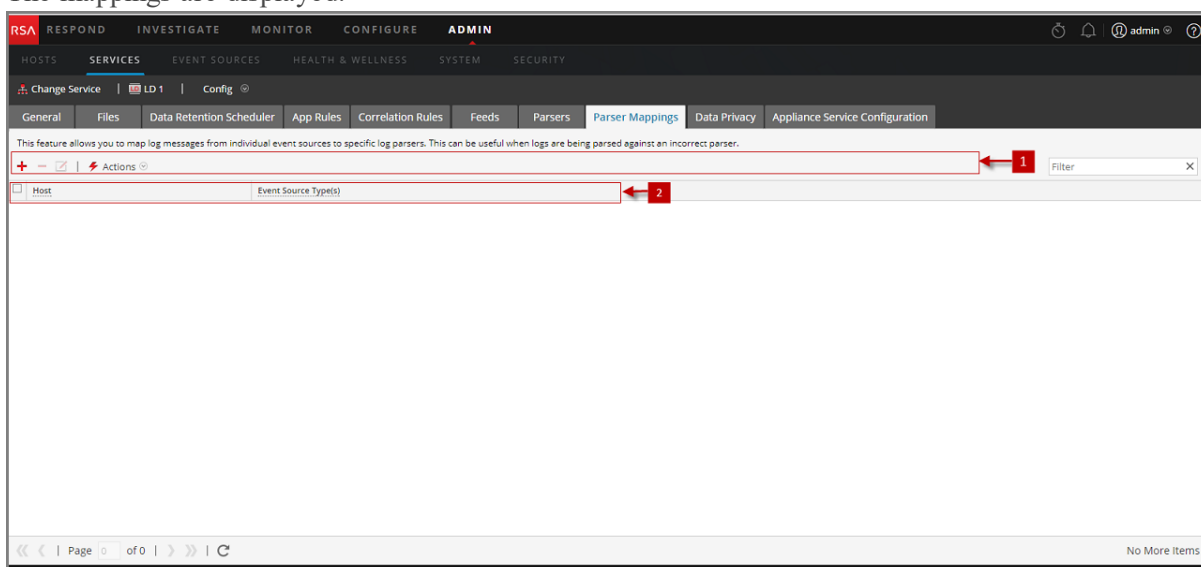 The mappings are displayed.
RSA RESPOND INVESTIGATE MONITOR CONFIGURE ADMIN admin ?
HOSTS SERVICES EVENT SOURCES HEALTH & WELLNESS SYSTEM SECURITY
Change Service | LD LD 1 | Config
General Files Data Retention Scheduler App Rules Correlation Rules Feeds Parsers Parser Mappings Data Privacy Appliance Service Configuration
This feature allows you to map log messages from individual event sources to specific log parsers. This can be useful when logs are being parsed against an incorrect parser.
+ − | Actions 1 Filter X
Host Event Source Type(s) 2
<< < | Page 0 of 0 | > >> | No More Items